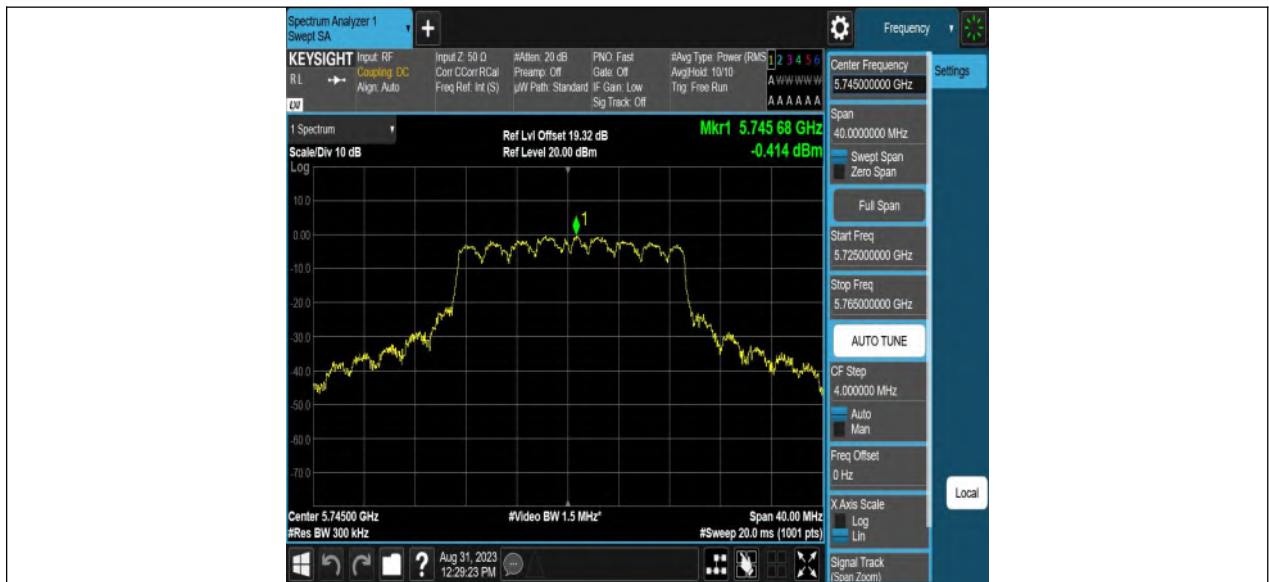 Spectrum Analyzer 1
Swept SA
+
Frequency
KEYSIGHT
RL
LXI
Input: RF
Coupling: DC
Align: Auto
Input Z: 50 Ω
Corr CCorr RCal
Freq Ref: Int (S)
#Atten: 20 dB
Preamp: Off
µW Path: Standard
PNO: Fast
Gate: Off
IF Gain: Low
Sig Track: Off
#Avg Type: Power (RMS
Avg|Hold: 10/10
Trig: Free Run
1 2 3 4 5 6
A W W W W W
A A A A A A
1 Spectrum
Scale/Div 10 dB
Log
Ref Lvl Offset 19.32 dB
Ref Level 20.00 dBm
Mkr1 5.745 68 GHz
-0.414 dBm
1
10.0
0.00
-10.0
-20.0
-30.0
-40.0
-50.0
-60.0
-70.0
Center 5.74500 GHz
#Res BW 300 kHz
#Video BW 1.5 MHz*
Span 40.00 MHz
#Sweep 20.0 ms (1001 pts)
?
Aug 31, 2023
12:29:23 PM
Center Frequency
5.745000000 GHz
Settings
Span
40.0000000 MHz
Swept Span
Zero Span
Full Span
Start Freq
5.725000000 GHz
Stop Freq
5.765000000 GHz
AUTO TUNE
CF Step
4.000000 MHz
Auto
Man
Freq Offset
0 Hz
X Axis Scale
Log
Lin
Local
Signal Track
(Span Zoom)